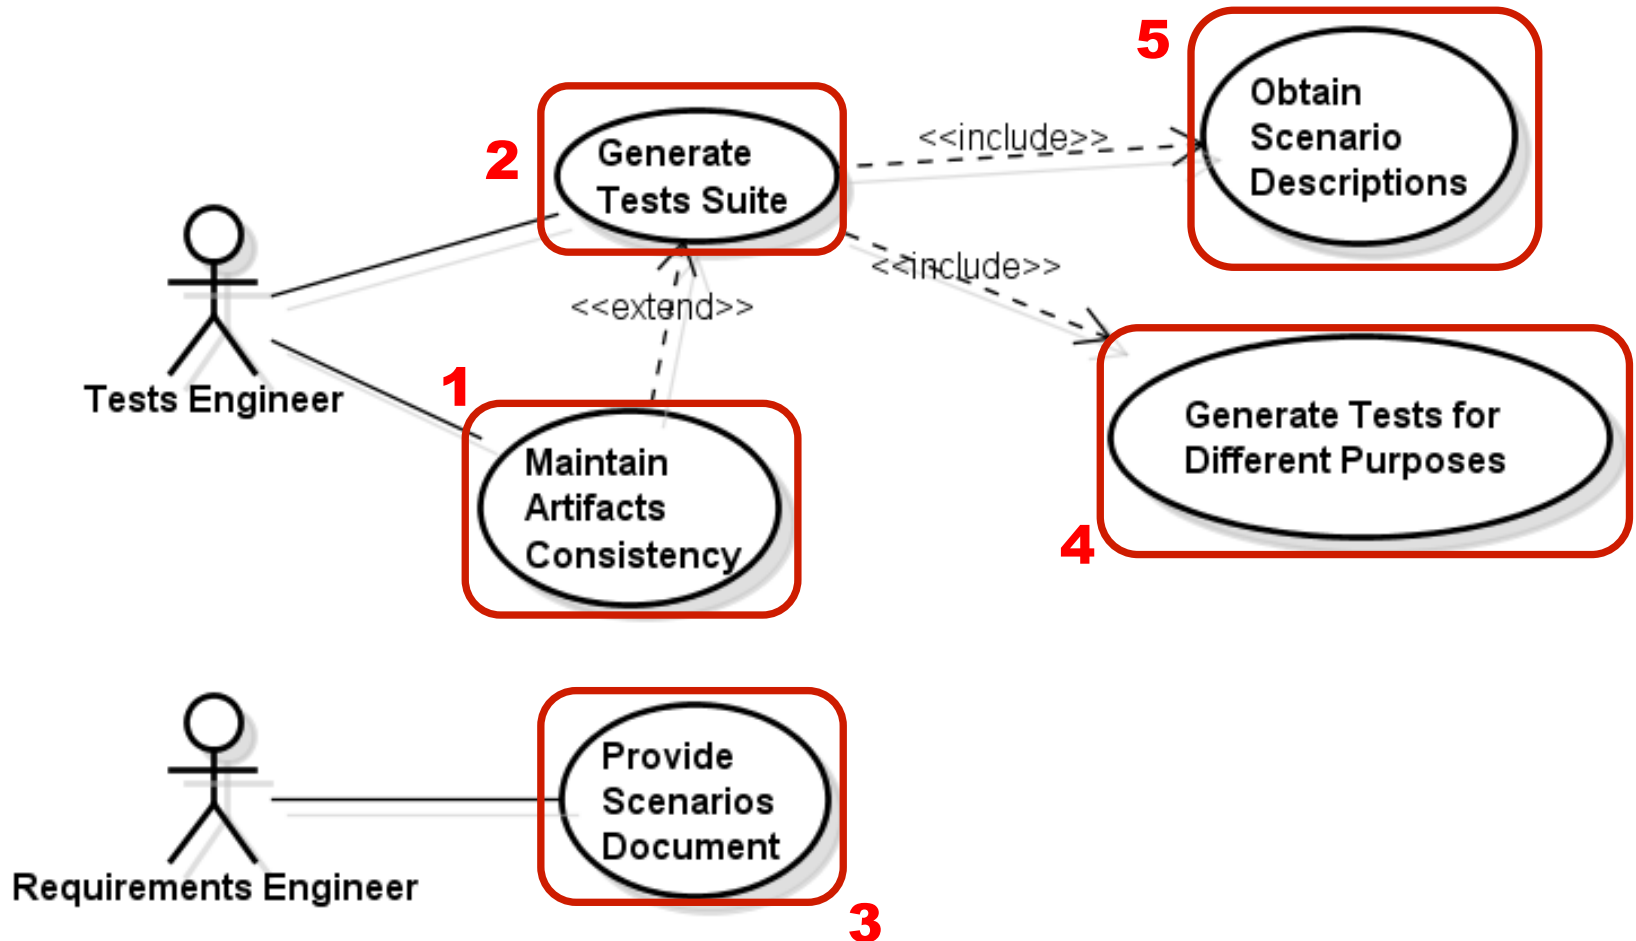 5
Obtain
Scenario
Descriptions
<<include>>
2
Generate
Tests Suite
<<include>>
<<extend>>
Tests Engineer
1
Maintain
Artifacts
Consistency
Generate Tests for
Different Purposes
4
Provide
Scenarios
Document
Requirements Engineer
3